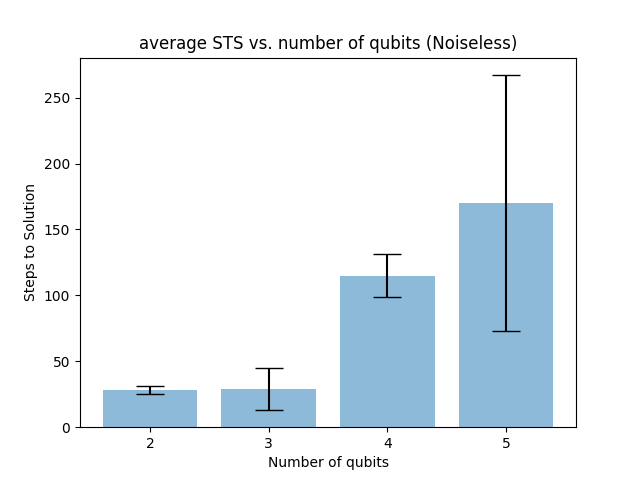 average STS vs. number of qubits (Noiseless)
250
200
150
100
50
0
Steps to Solution
2 3 4 5
Number of qubits